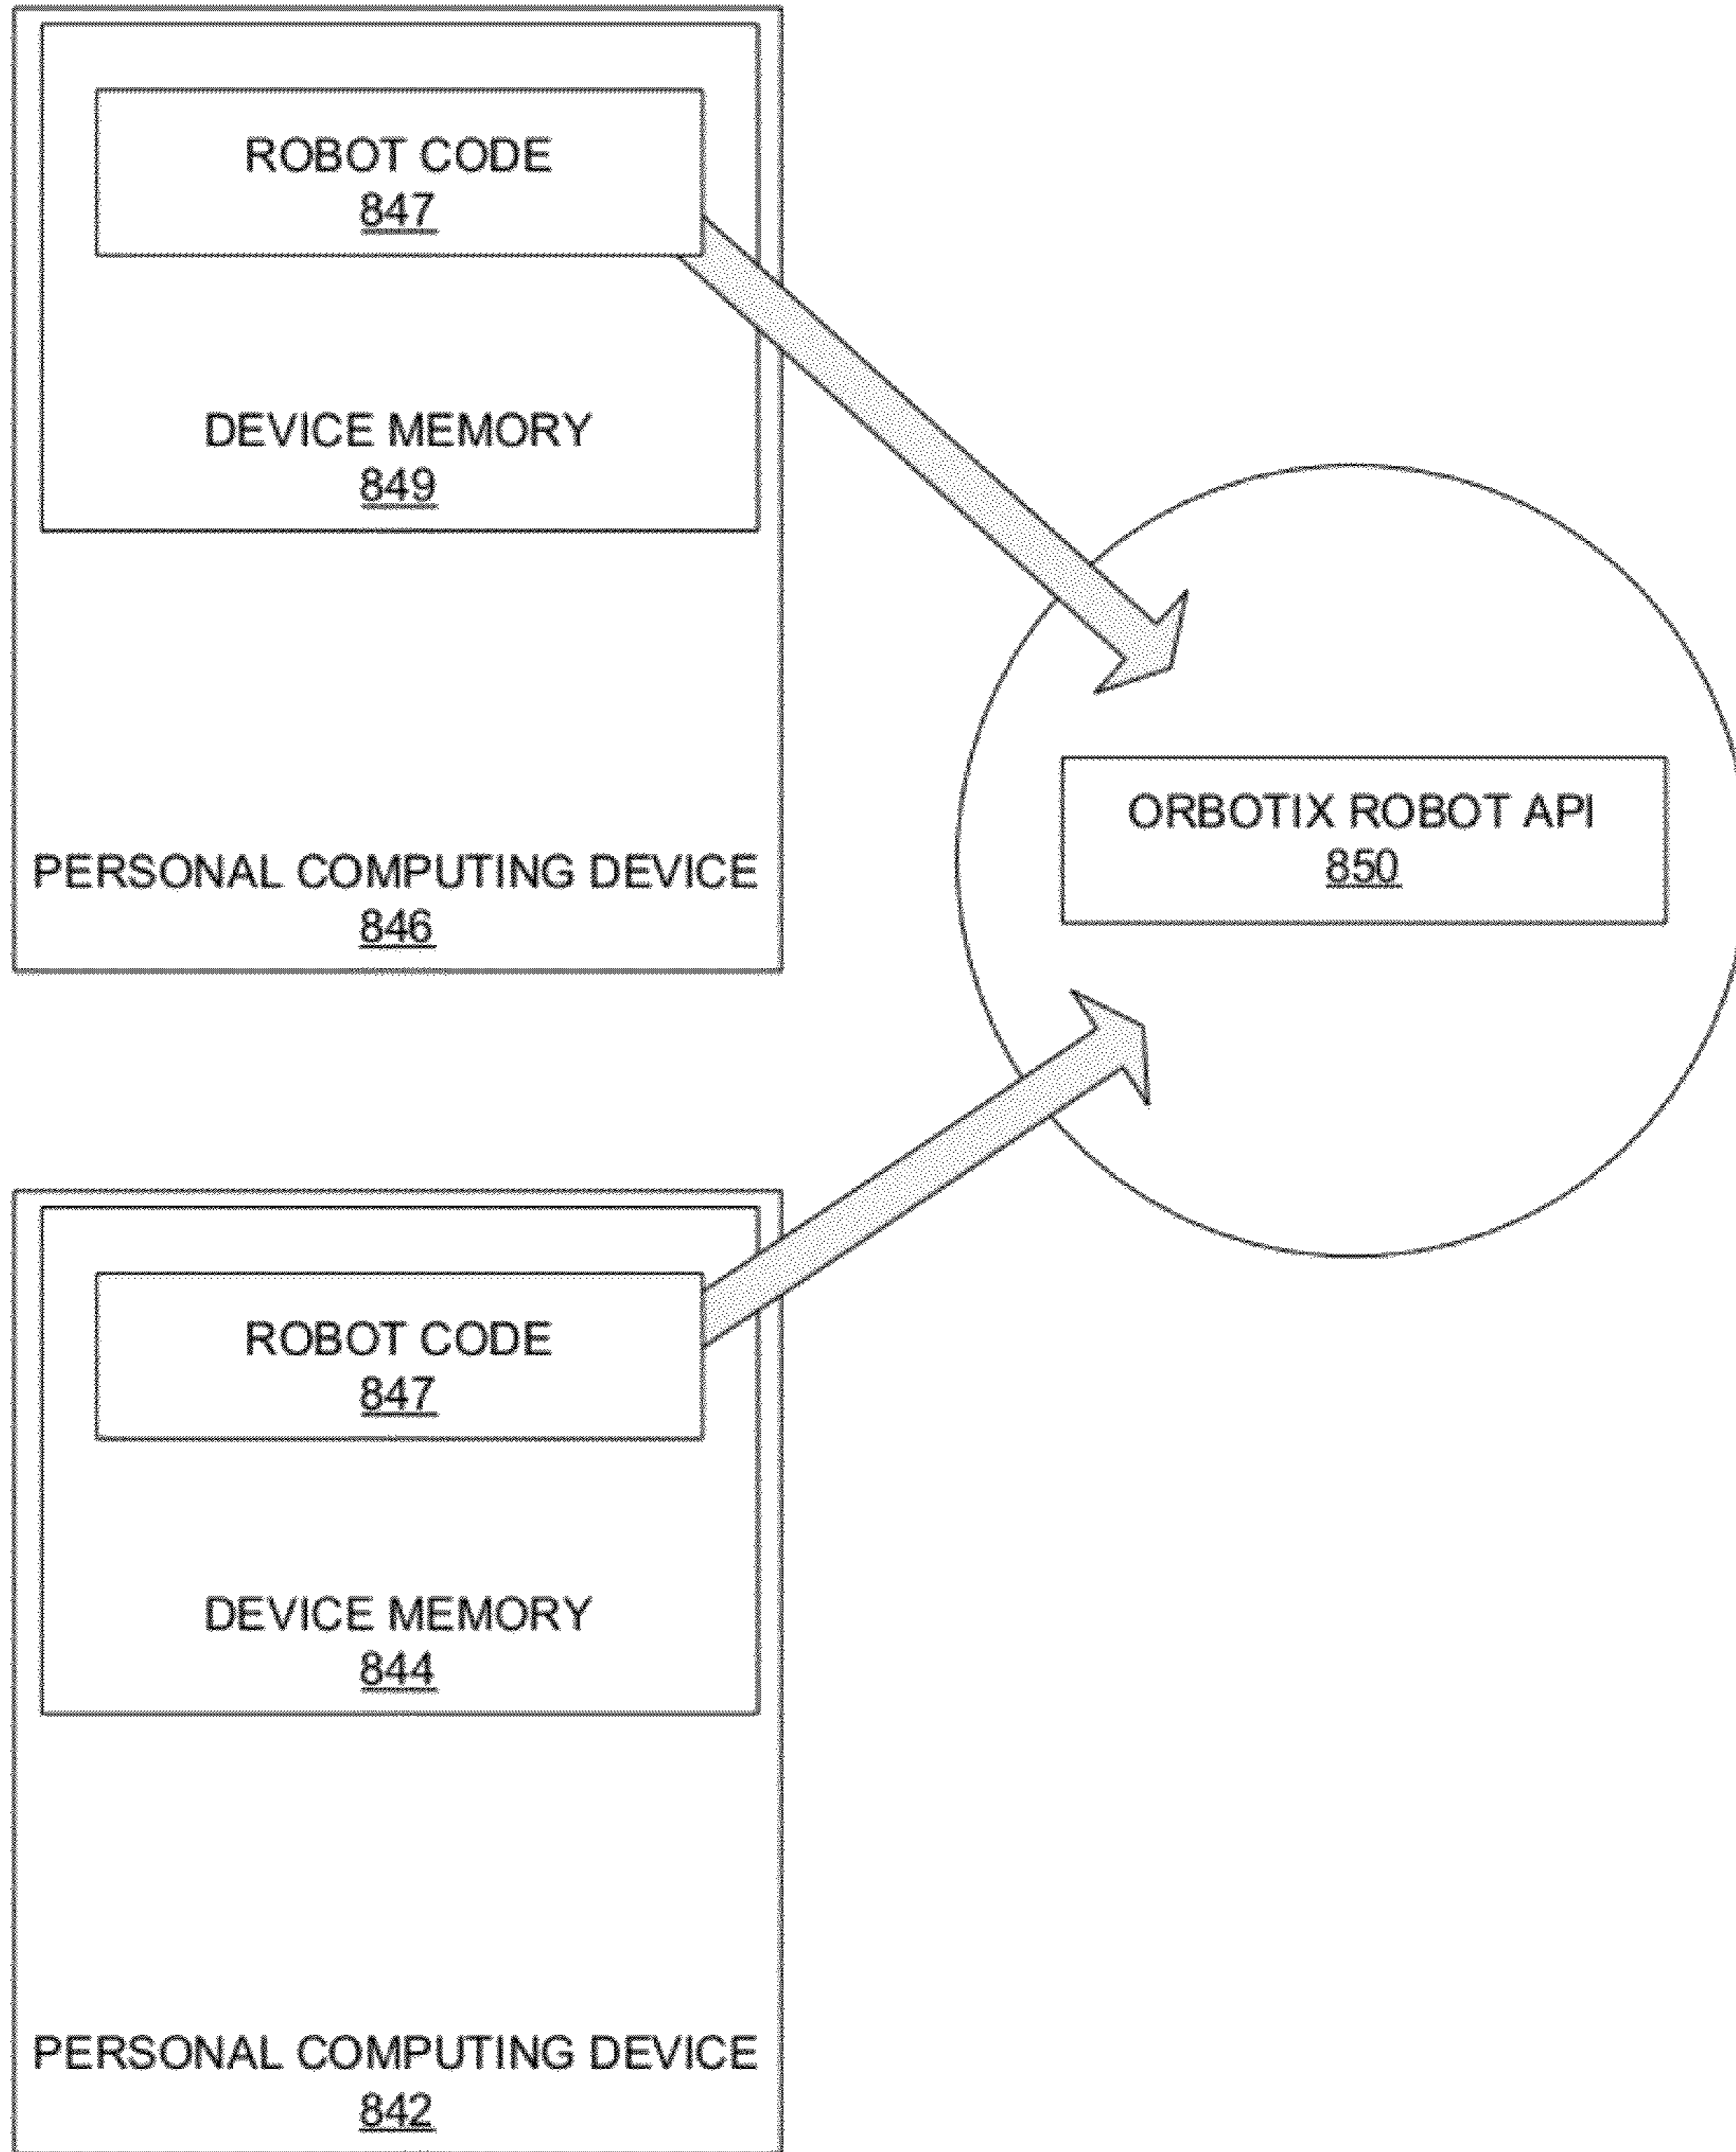 ROBOT CODE
847
DEVICE MEMORY
849
PERSONAL COMPUTING DEVICE
846
ORBOTIX ROBOT API
850
ROBOT CODE
847
DEVICE MEMORY
844
PERSONAL COMPUTING DEVICE
842